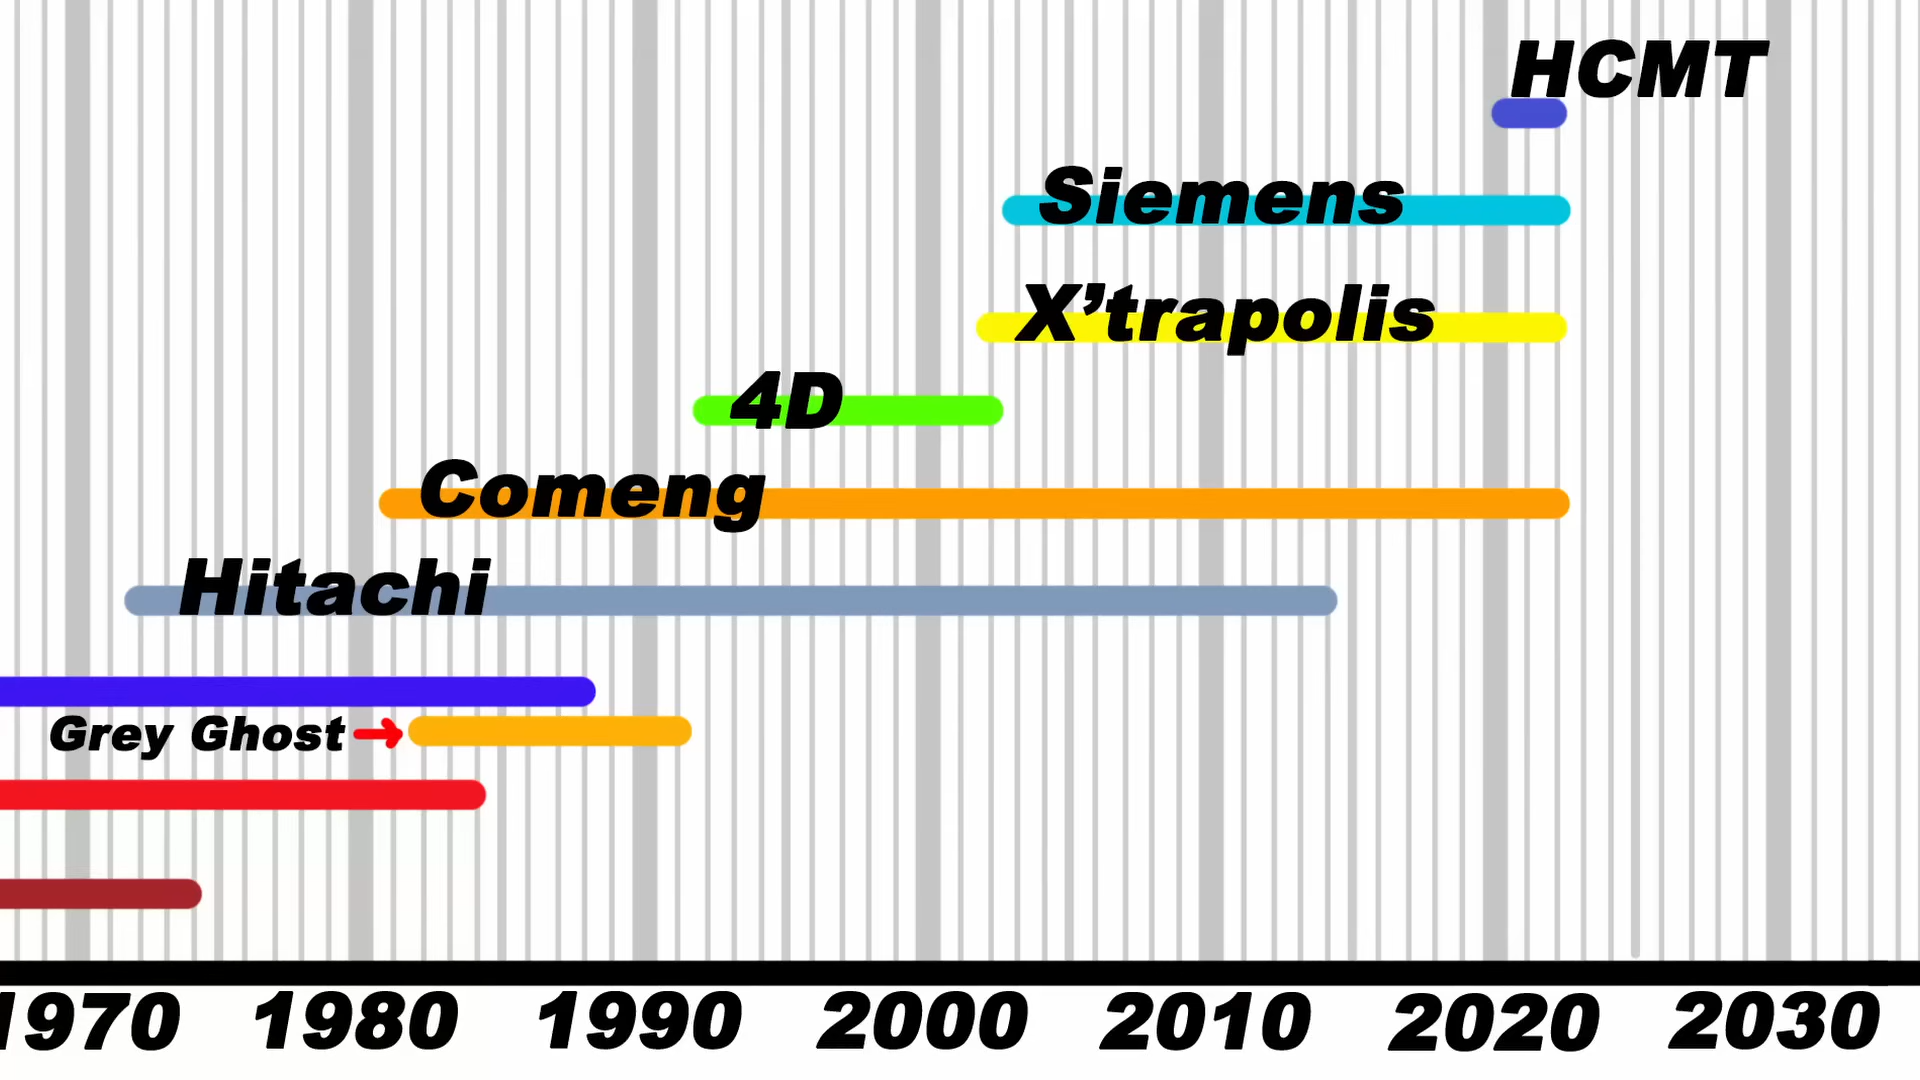 HCMT
Siemens
X’trapolis
4D
Comeng
Hitachi
Grey Ghost
1970 1980 1990 2000 2010 2020 2030